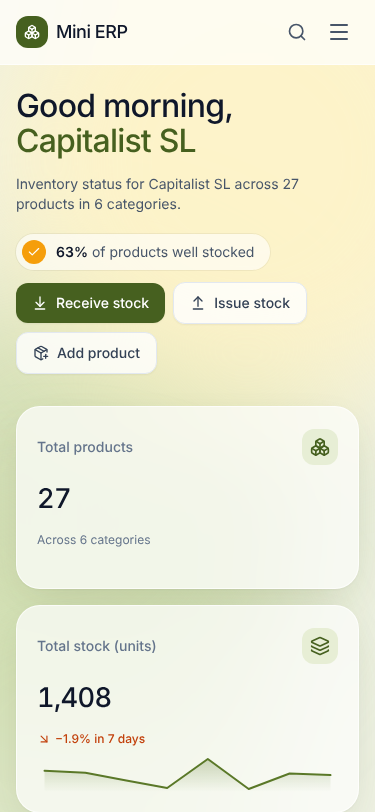 Mini ERP
Good morning,
Capitalist SL
Inventory status for Capitalist SL across 27
products in 6 categories.
63% of products well stocked
Receive stock
Issue stock
Add product
Total products
27
Across 6 categories
Total stock (units)
1,408
−1.9% in 7 days